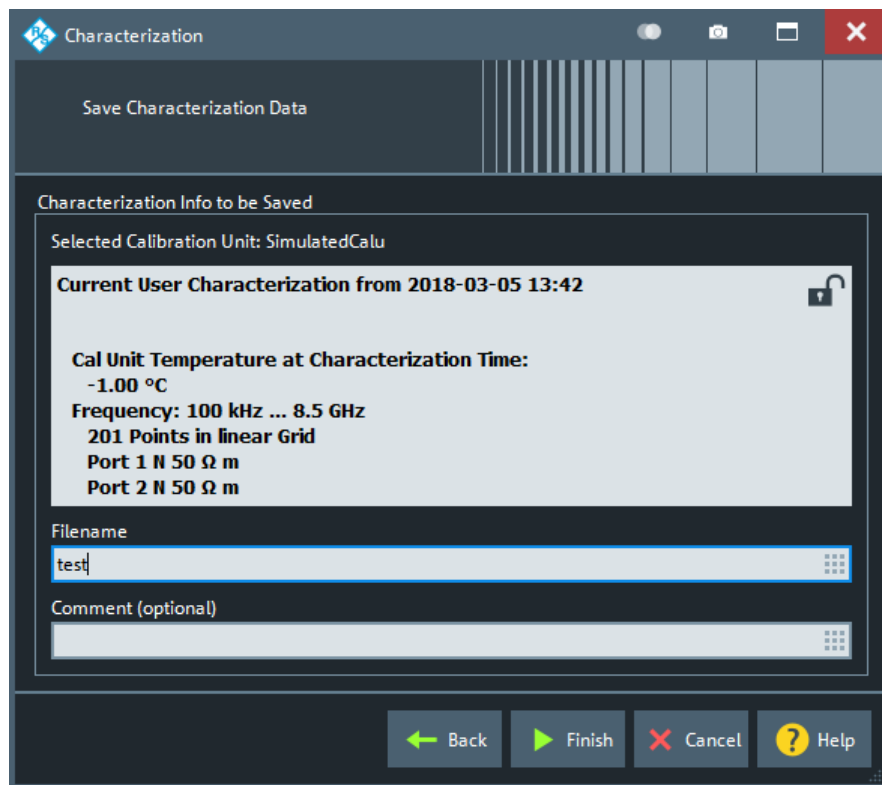 Characterization
Save Characterization Data
Characterization Info to be Saved
Selected Calibration Unit: SimulatedCalu
Current User Characterization from 2018-03-05 13:42
Cal Unit Temperature at Characterization Time:
-1.00 °C
Frequency: 100 kHz ... 8.5 GHz
201 Points in linear Grid
Port 1 N 50 Ω m
Port 2 N 50 Ω m
Filename
test
Comment (optional)
Back Finish Cancel ? Help